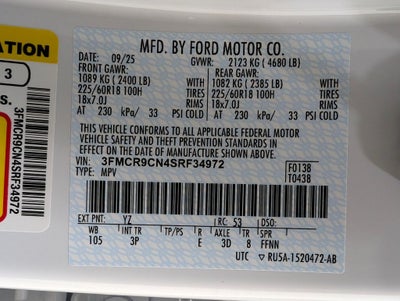 ATION
3
S.
3FMCR9CN4SRF34972
MFD. BY FORD MOTOR CO.
DATE: 09/25 GVWR: 2123 KG ( 4680 LB)
FRONT GAWR: REAR GAWR:
1089 KG ( 2400 LB) WITH 1082 KG ( 2385 LB) WITH
225/60R18 100H TIRES 225/60R18 100H TIRES
18x7.0J RIMS 18x7.0J RIMS
AT 230 kPa/ 33 PSI COLD AT 230 kPa/ 33 PSI COLD
THIS VEHICLE CONFORMS TO ALL APPLICABLE FEDERAL MOTOR
VEHICLE SAFETY AND THEFT PREVENTION STANDARDS IN EFFECT
ON THE DATE OF MANUFACTURE SHOWN ABOVE.
VIN: 3FMCR9CN4SRF34972
TYPE: MPV
F0138
T0438
EXT PNT: YZ RC: 53 DSO:
WB INT TR TP/PS R AXLE TR SPR
105 3P E 3D 8 FFNN
UTC ▼ RU5A-1520472-AB